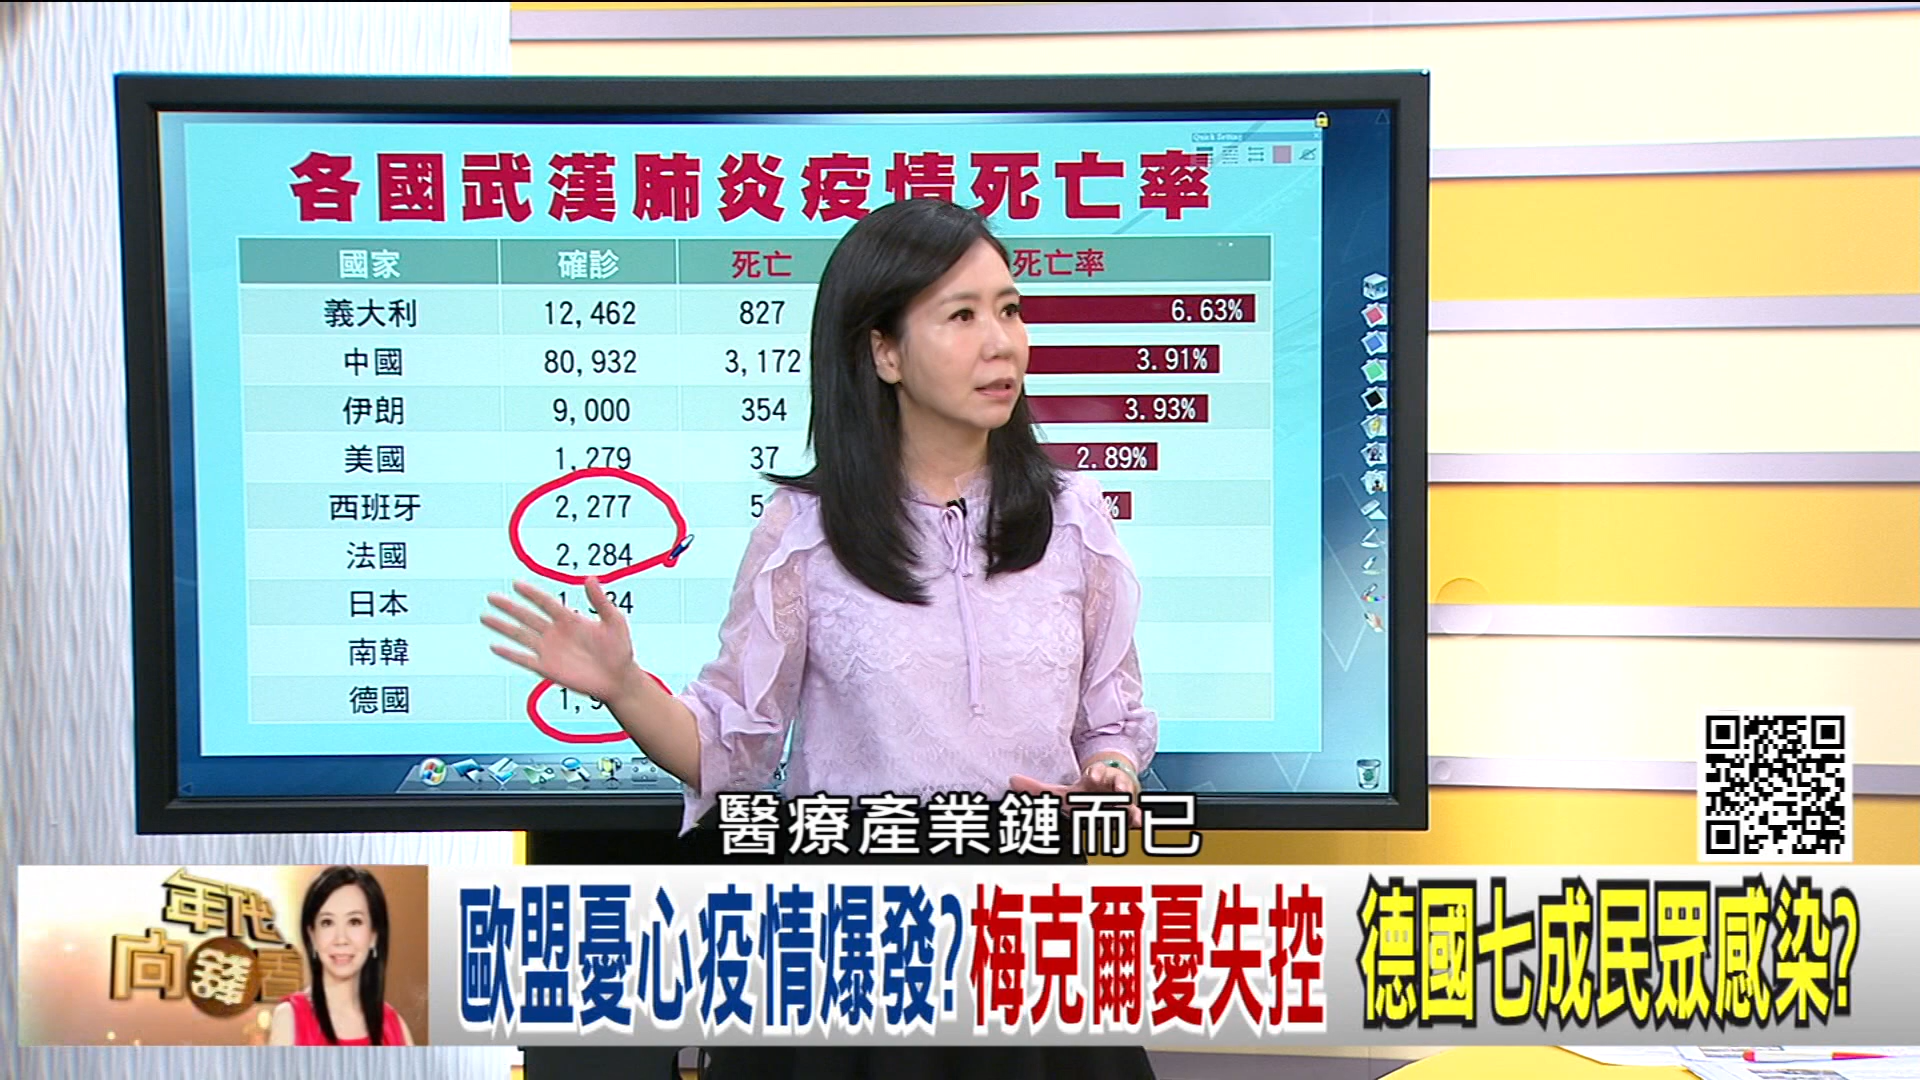 各國武漢肺炎疫情死亡率
國家 確診 死亡 死亡率
義大利 12,462 827 6.63%
中國 80,932 3,172 3.91%
伊朗 9,000 354 3.93%
美國 1,279 37 2.89%
西班牙 2,277 5 %
法國 2,284
日本
南韓
德國 1,9
醫療產業鏈而已
年代向錢看
歐盟憂心疫情爆發?梅克爾憂失控 德國七成民眾感染?